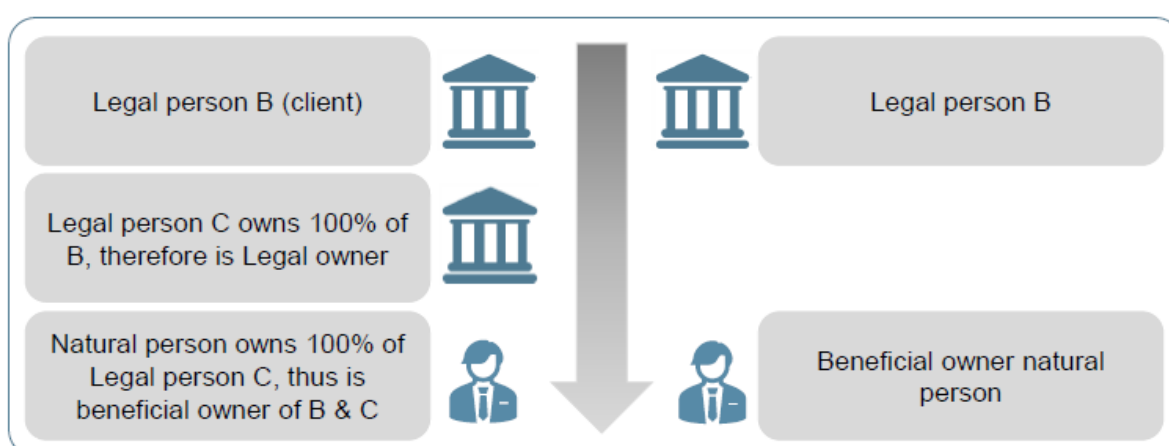 Legal person B (client)
Legal person B
Legal person C owns 100% of
B, therefore is Legal owner
Natural person owns 100% of
Legal person C, thus is
beneficial owner of B & C
Beneficial owner natural
person